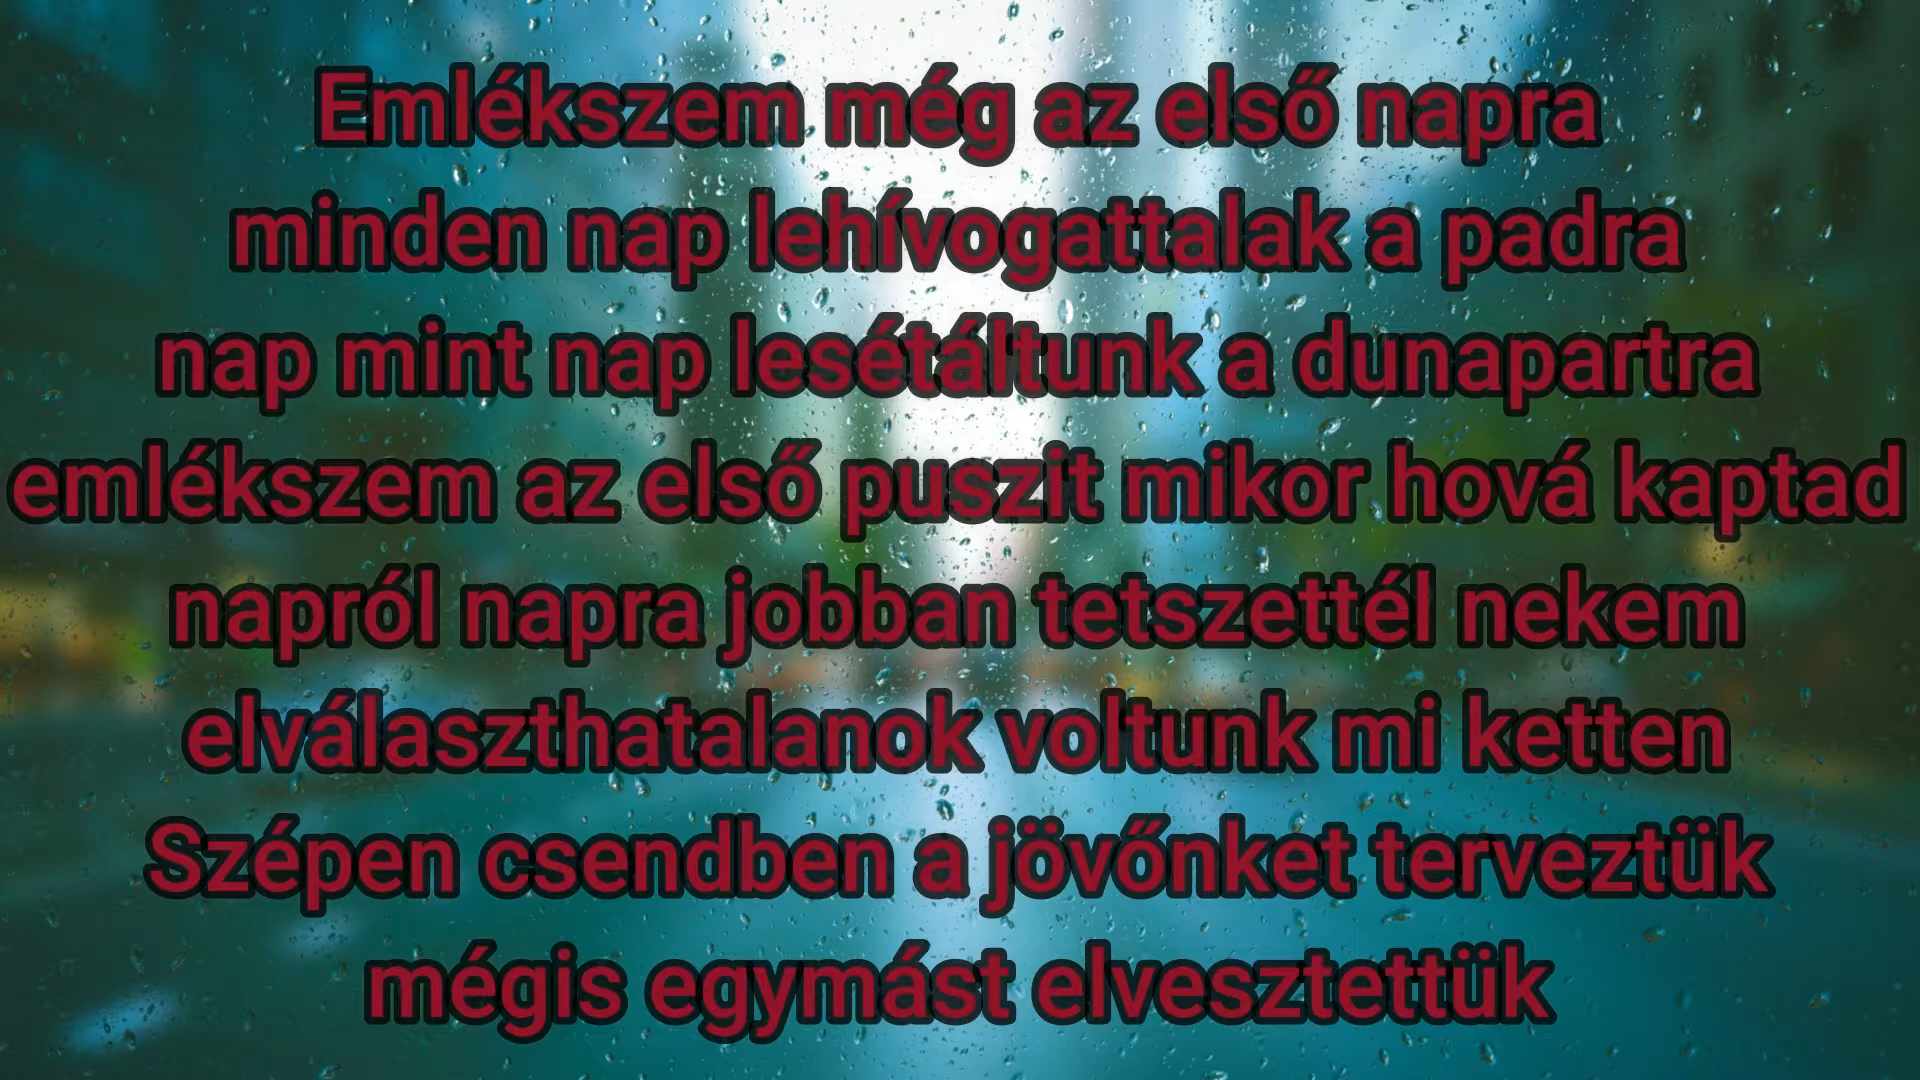 Emlékszem még az első napra
minden nap lehívogattalak a padra
nap mint nap lesétáltunk a dunapartra
emlékszem az első puszit mikor hová kaptad
napról napra jobban tetszettél nekem
elválaszthatalanok voltunk mi ketten
Szépen csendben a jövőnket terveztük
mégis egymást elvesztettük